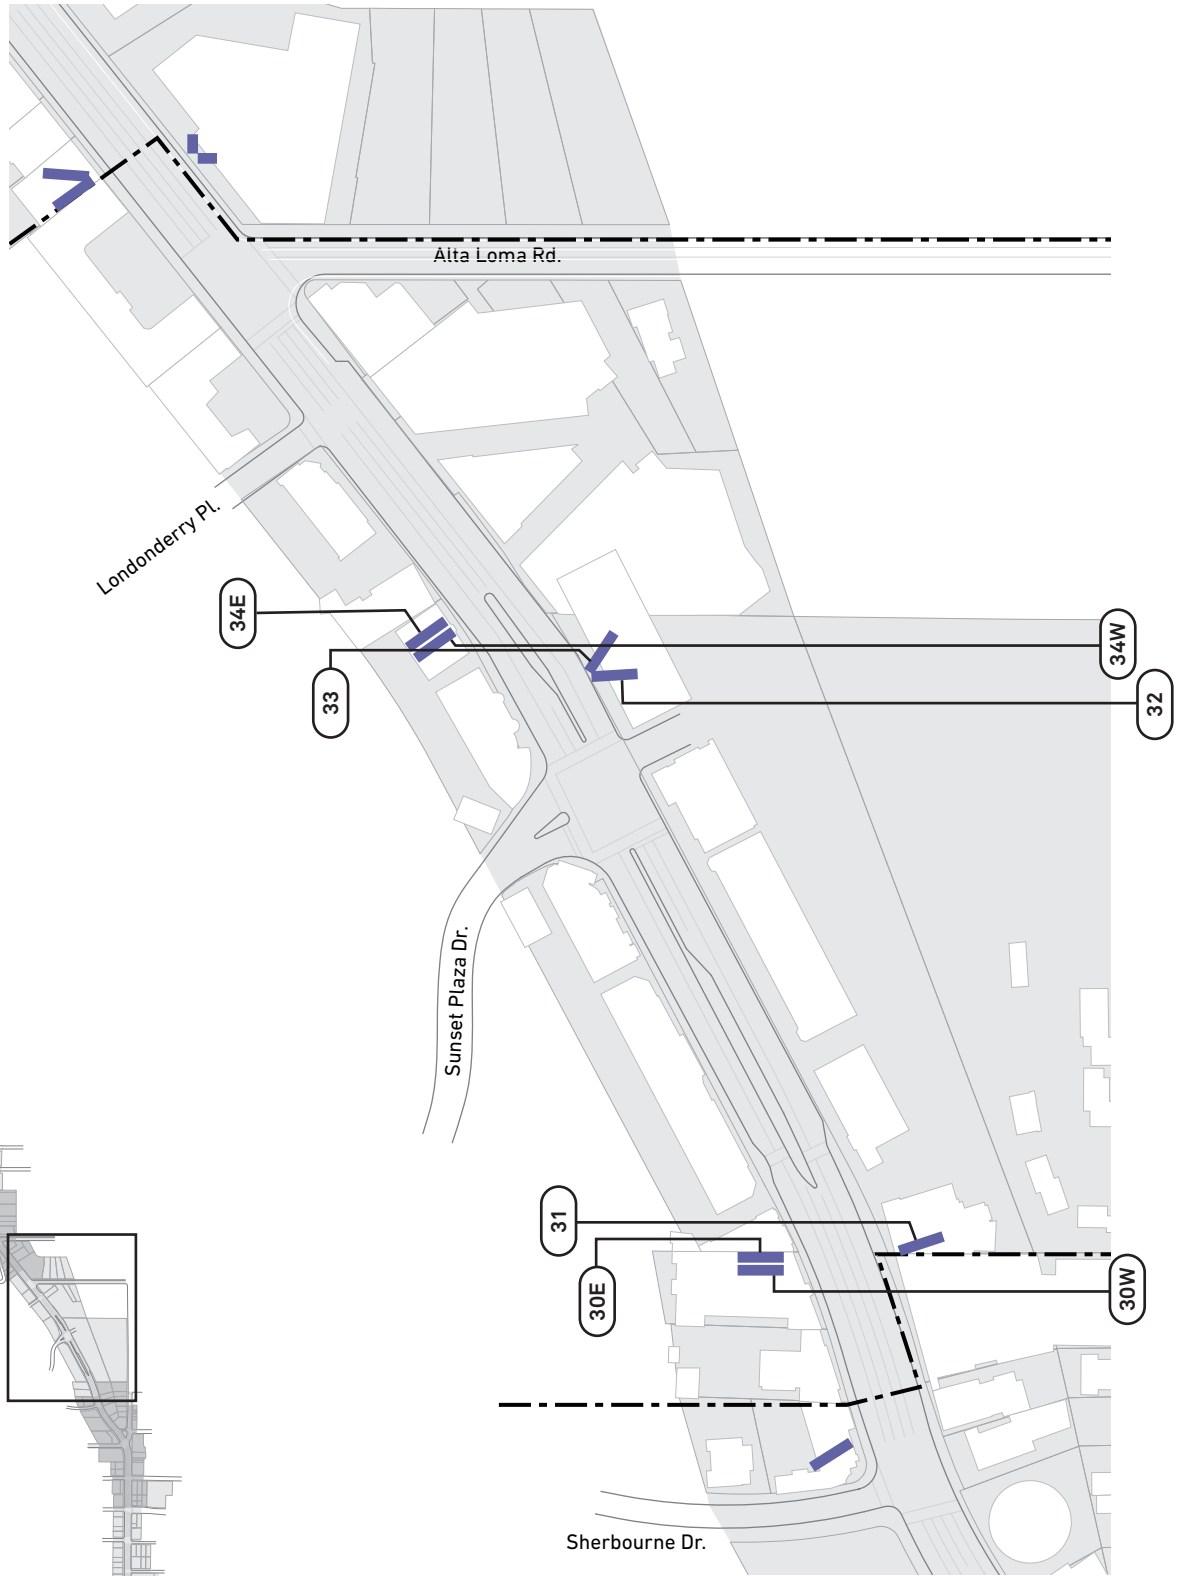 Alta Loma Rd.
Londonderry Pl.
34E
34W
33
32
Sunset Plaza Dr.
31
30E
30W
Sherbourne Dr.